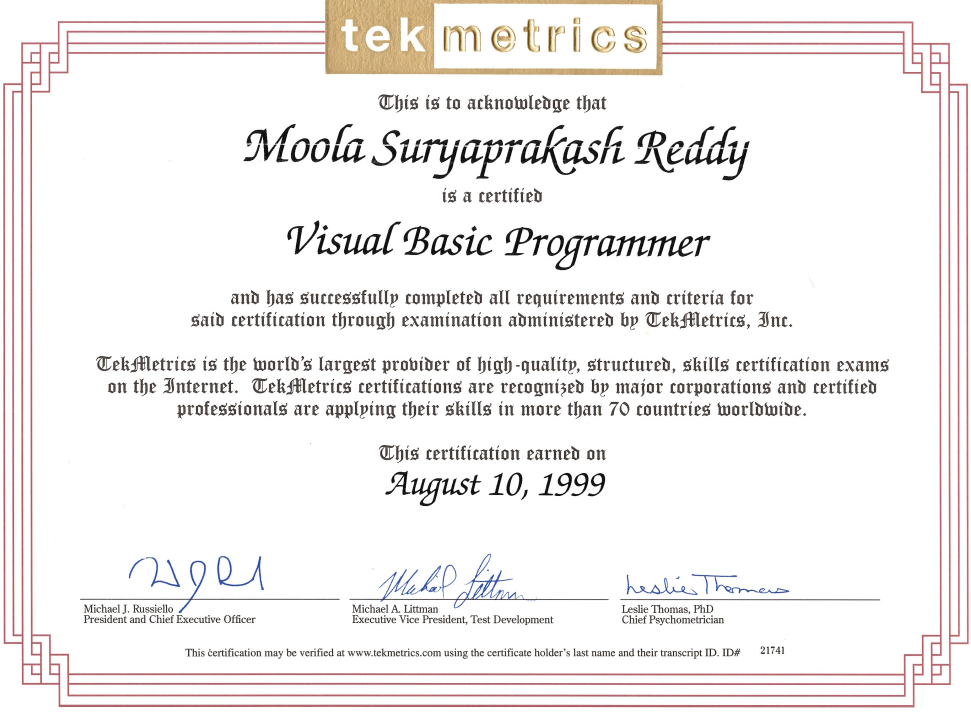 tek metrics
This is to acknowledge that
Moola Suryaprakash Reddy
is a certified
Visual Basic Programmer
and has successfully completed all requirements and criteria for
said certification through examination administered by TekMetrics, Inc.
TekMetrics is the world's largest provider of high-quality, structured, skills certification exams
on the Internet. TekMetrics certifications are recognized by major corporations and certified
professionals are applying their skills in more than 70 countries worldwide.
This certification earned on
August 10, 1999
Michael Littman
Leslie Thomas
Michael J. Russiello
Michael A. Littman
Leslie Thomas, PhD
President and Chief Executive Officer
Executive Vice President, Test Development
Chief Psychometrician
This certification may be verified at www.tekmetrics.com using the certificate holder's last name and their transcript ID. ID# 21741